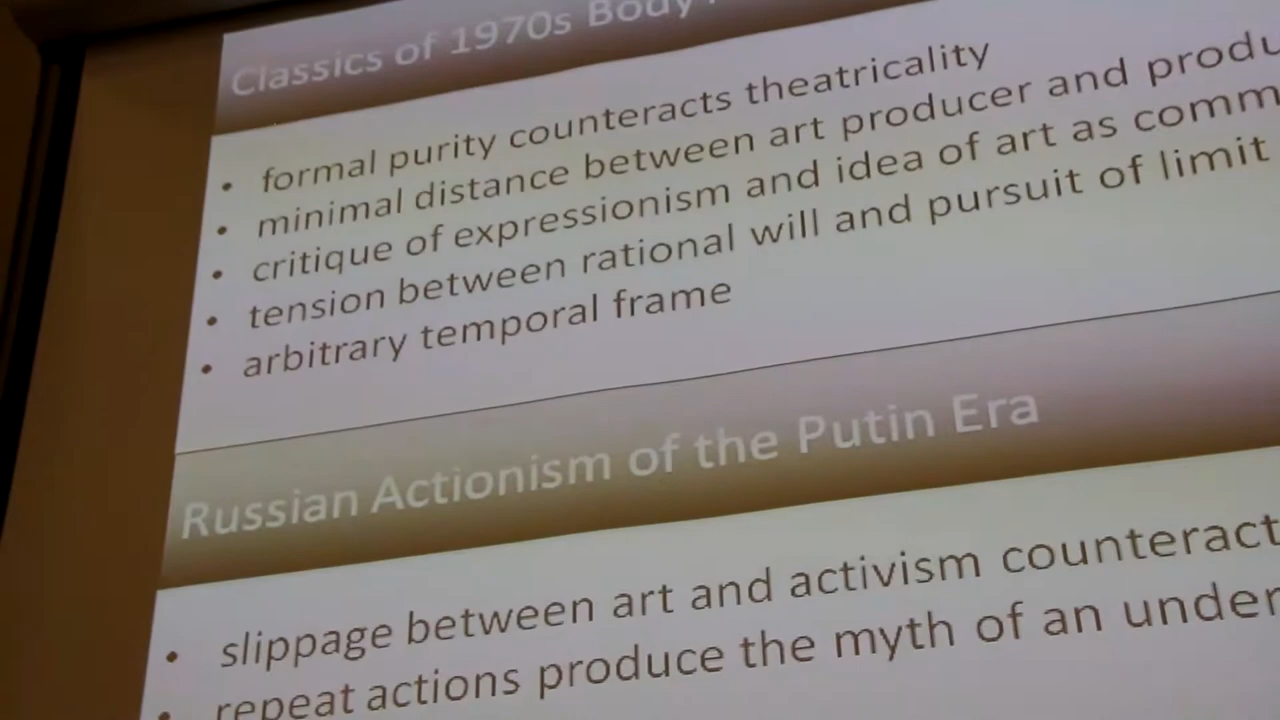 Classics of 1970s Body
• formal purity counteracts theatricality
• minimal distance between art producer and produ
• critique of expressionism and idea of art as comm
• tension between rational will and pursuit of limit
• arbitrary temporal frame
Russian Actionism of the Putin Era
• slippage between art and activism counteract
• repeat actions produce the myth of an under